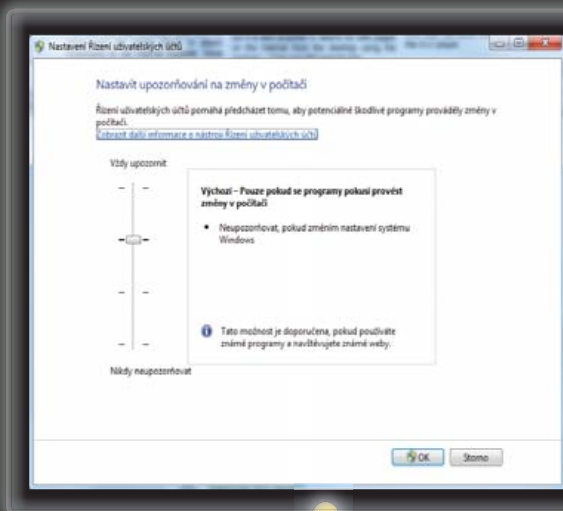 Nastavení Řízení uživatelských účtů
Nastavit upozorňování na změny v počítači
Řízení uživatelských účtů pomáhá předcházet tomu, aby potenciálně škodlivé programy prováděly změny v
počítači.
Zobrazit další informace o nástroji Řízení uživatelských účtů
Vždy upozornit
Výchozí – Pouze pokud se programy pokusí provést
změny v počítači
• Neupozorňovat, pokud změním nastavení systému
Windows
Tato možnost je doporučena, pokud používáte
známé programy a navštěvujete známé weby.
Nikdy neupozorňovat
OK
Storno